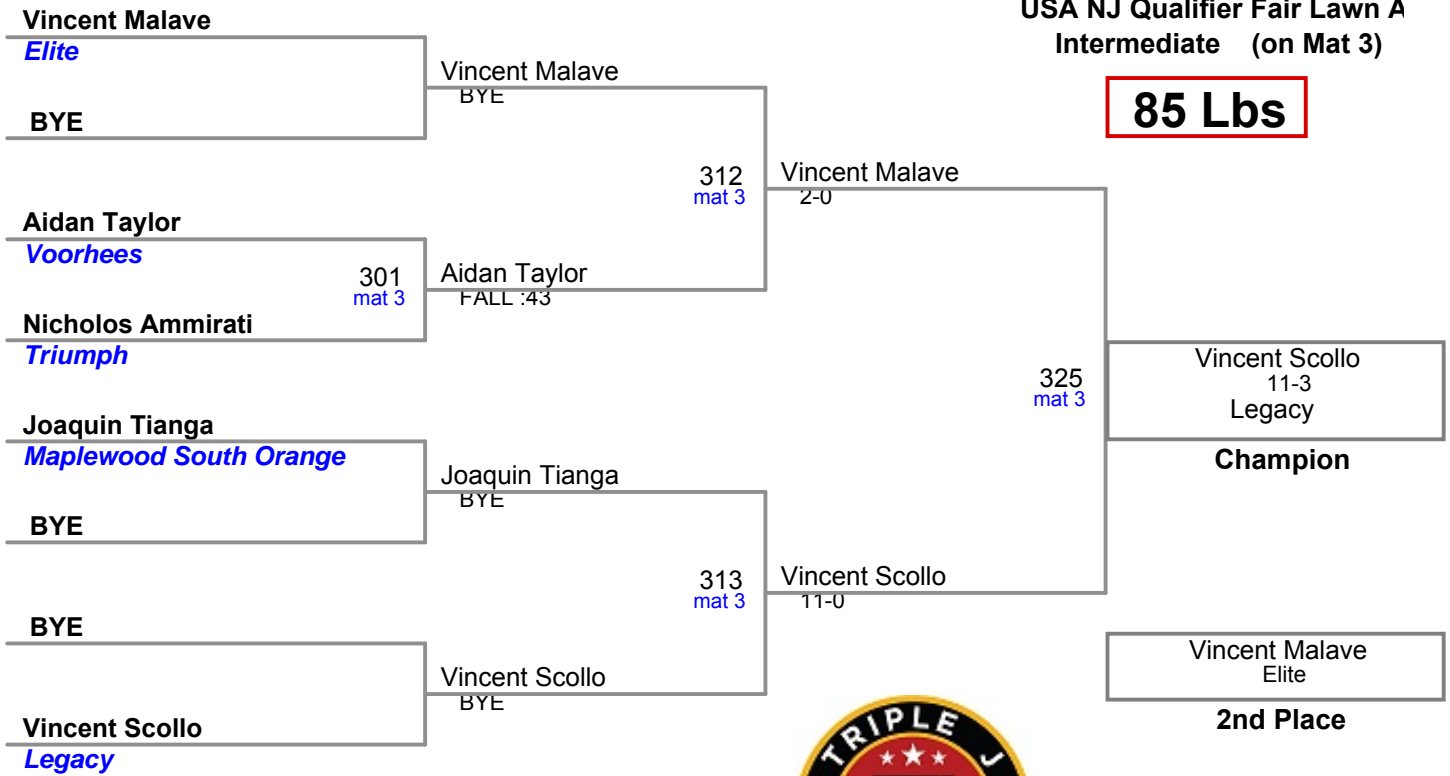 USA NJ Qualifier Fair Lawn A
Intermediate (on Mat 3)
85 Lbs
Vincent Malave
Elite
BYE
Vincent Malave
BYE
Aidan Taylor
Voorhees
301
mat 3
Nicholos Ammirati
Triumph
Aidan Taylor
FALL :43
312
mat 3
Vincent Malave
2-0
Joaquin Tianga
Maplewood South Orange
BYE
Joaquin Tianga
BYE
BYE
Vincent Scollo
Legacy
Vincent Scollo
BYE
313
mat 3
Vincent Scollo
11-0
325
mat 3
Vincent Scollo
11-3
Legacy
Champion
Vincent Malave
Elite
2nd Place
TRIPLE J